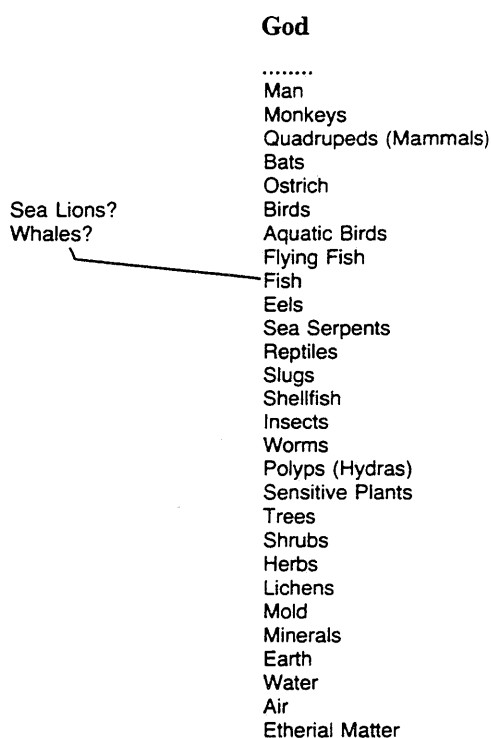 God
........
Man
Monkeys
Quadrupeds (Mammals)
Bats
Ostrich
Birds
Aquatic Birds
Flying Fish
Fish
Eels
Sea Serpents
Reptiles
Slugs
Shellfish
Insects
Worms
Polyps (Hydras)
Sensitive Plants
Trees
Shrubs
Herbs
Lichens
Mold
Minerals
Earth
Water
Air
Etherial Matter
Sea Lions?
Whales?